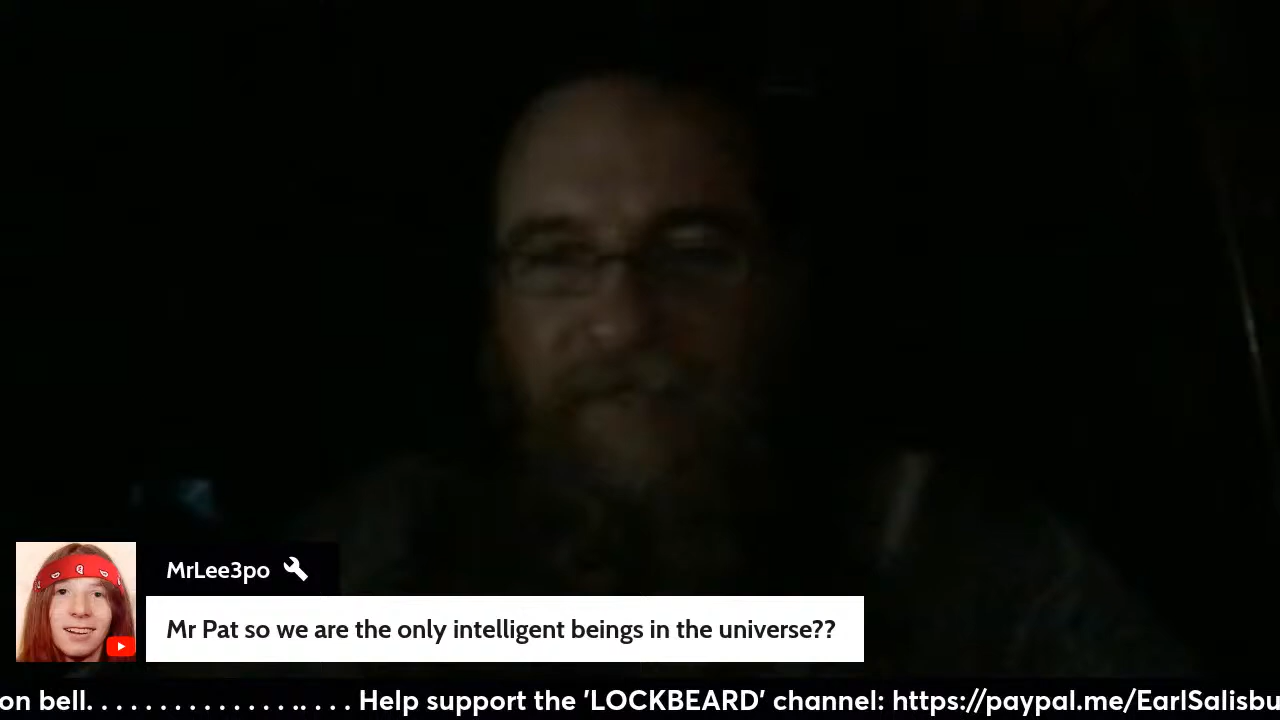 MrLee3po
Mr Pat so we are the only intelligent beings in the universe??
on bell. . . . . . . . . . . . . . . .. . . . Help support the 'LOCKBEARD' channel: https://paypal.me/EarlSalisbu